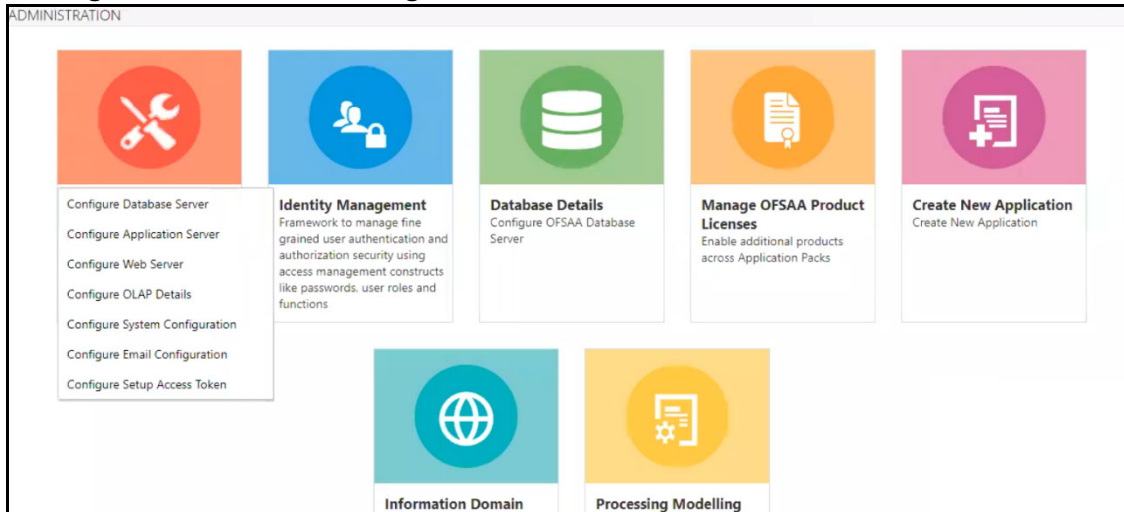 ADMINISTRATION
Configure Database Server
Configure Application Server
Configure Web Server
Configure OLAP Details
Configure System Configuration
Configure Email Configuration
Configure Setup Access Token
Identity Management
Framework to manage fine
grained user authentication and
authorization security using
access management constructs
like passwords. user roles and
functions
Database Details
Configure OFSAA Database
Server
Manage OFSAA Product
Licenses
Enable additional products
across Application Packs
Create New Application
Create New Application
Information Domain
Processing Modelling